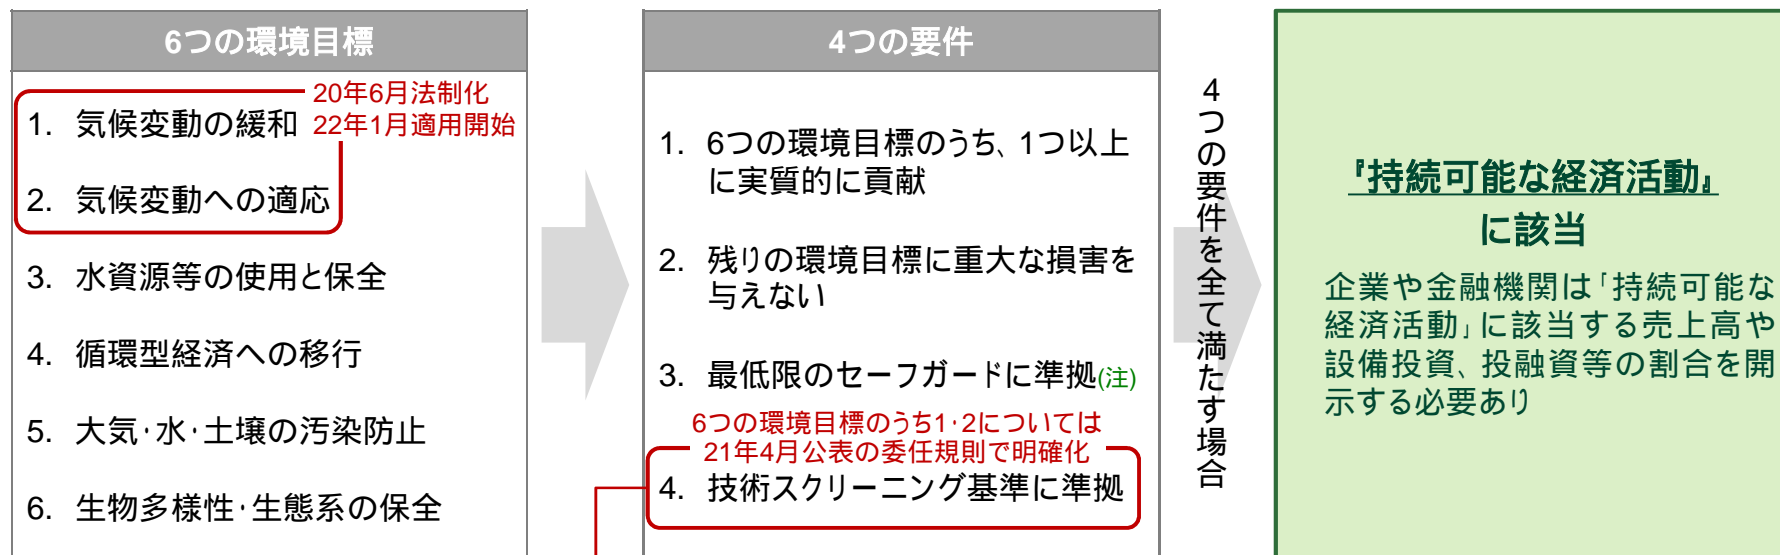 6つの環境目標
20年6月法制化
1. 気候変動の緩和 22年1月適用開始
2. 気候変動への適応
3. 水資源等の使用と保全
4. 循環型経済への移行
5. 大気・水・土壌の汚染防止
6. 生物多様性・生態系の保全
4つの要件
1. 6つの環境目標のうち、1つ以上
に実質的に貢献
2. 残りの環境目標に重大な損害を
与えない
3. 最低限のセーフガードに準拠(注)
6つの環境目標のうち1・2については
21年4月公表の委任規則で明確化
4. 技術スクリーニング基準に準拠
4つの要件を全て満たす場合
『持続可能な経済活動』
に該当
企業や金融機関は「持続可能な
経済活動」に該当する売上高や
設備投資、投融資等の割合を開
示する必要あり